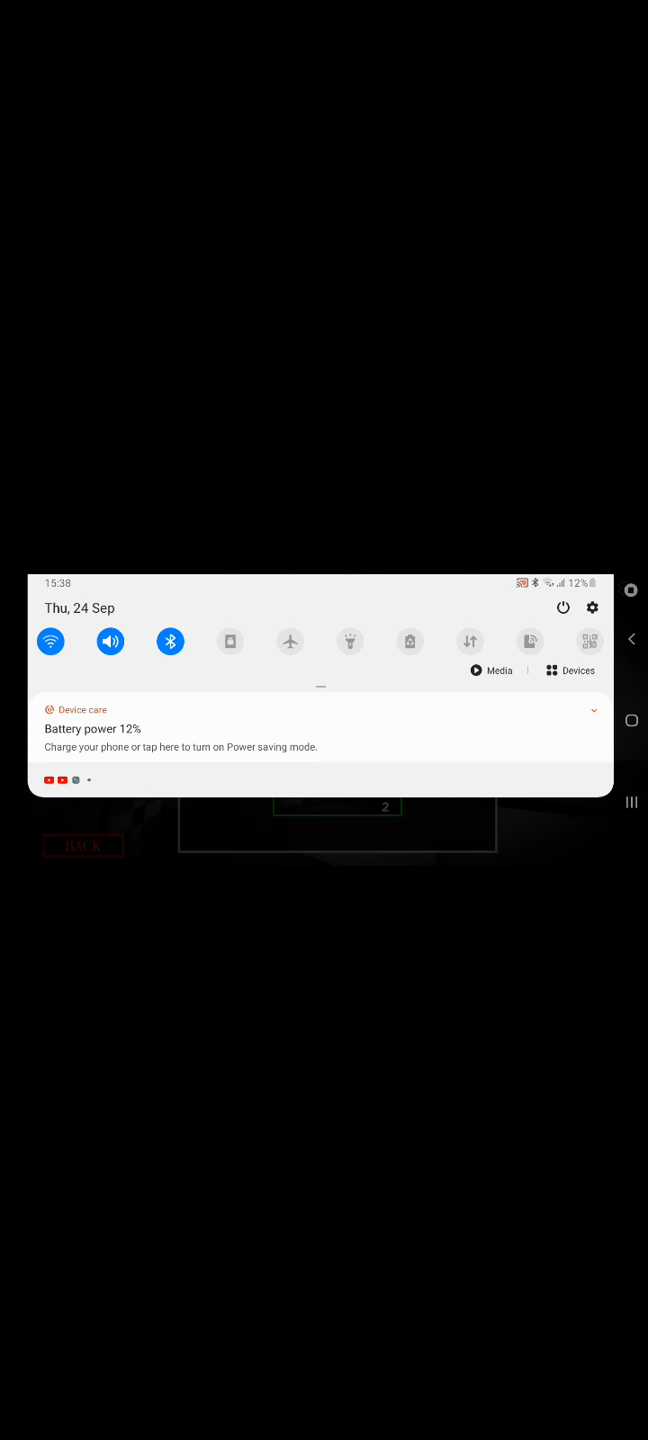 15:38
12%
Thu, 24 Sep
Media
Devices
Device care
Battery power 12%
Charge your phone or tap here to turn on Power saving mode.
2
BACK